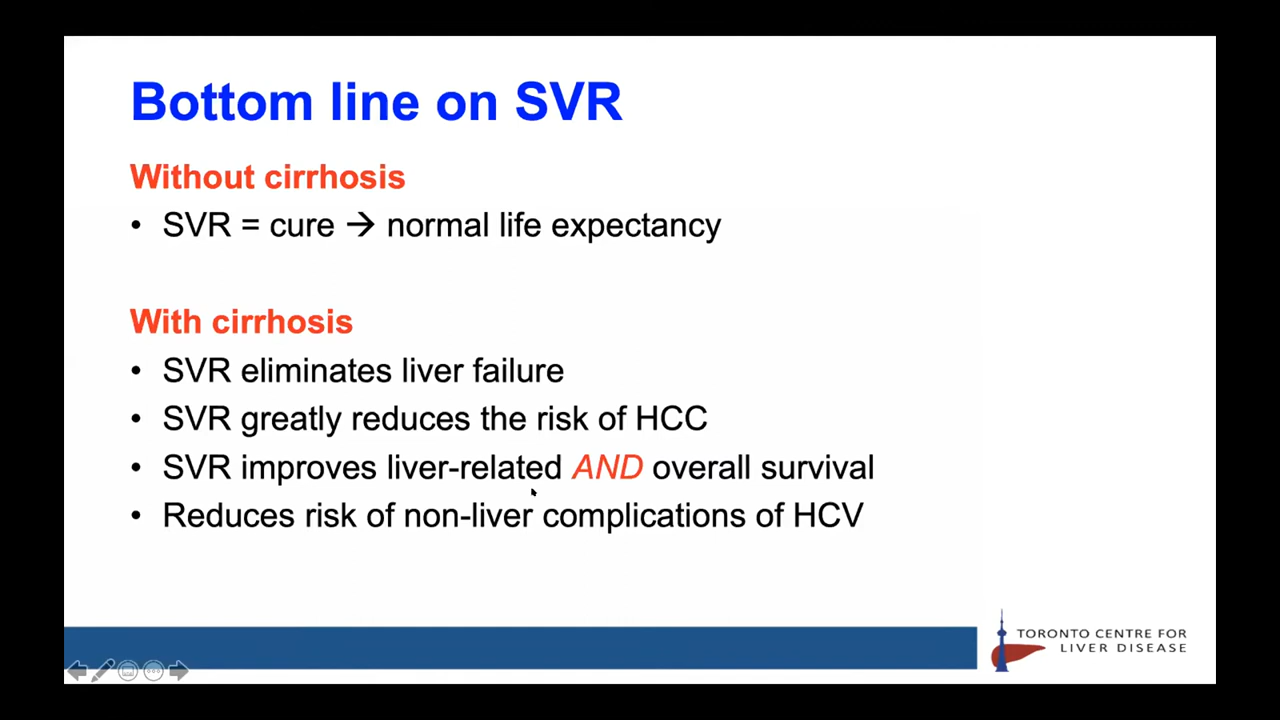 Bottom line on SVR
Without cirrhosis
• SVR = cure → normal life expectancy
With cirrhosis
• SVR eliminates liver failure
• SVR greatly reduces the risk of HCC
• SVR improves liver-related AND overall survival
• Reduces risk of non-liver complications of HCV
TORONTO CENTRE FOR
LIVER DISEASE